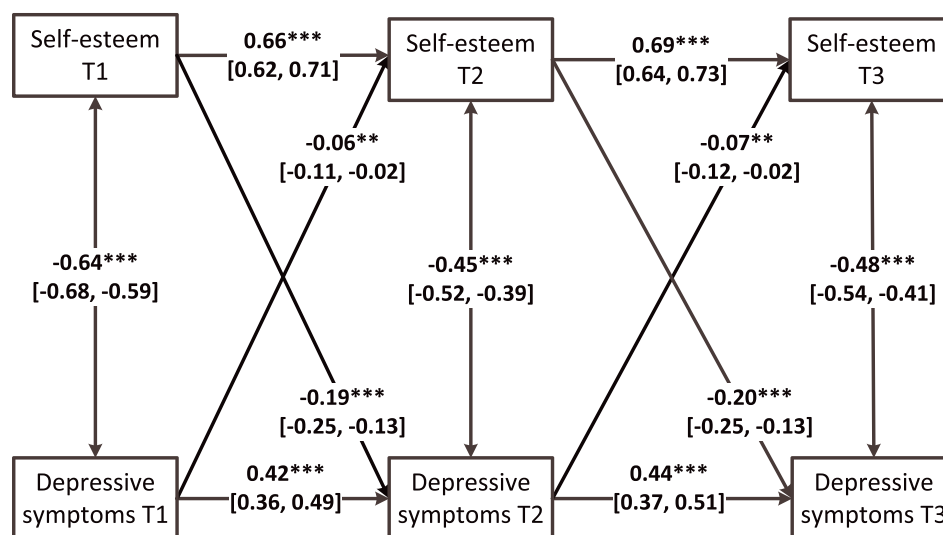 Self-esteem
T1
0.66***
[0.62, 0.71]
Self-esteem
T2
0.69***
[0.64, 0.73]
Self-esteem
T3
-0.06**
[-0.11, -0.02]
-0.07**
[-0.12, -0.02]
-0.64***
[-0.68, -0.59]
-0.45***
[-0.52, -0.39]
-0.48***
[-0.54, -0.41]
-0.19***
[-0.25, -0.13]
-0.20***
[-0.25, -0.13]
Depressive
symptoms T1
0.42***
[0.36, 0.49]
Depressive
symptoms T2
0.44***
[0.37, 0.51]
Depressive
symptoms T3